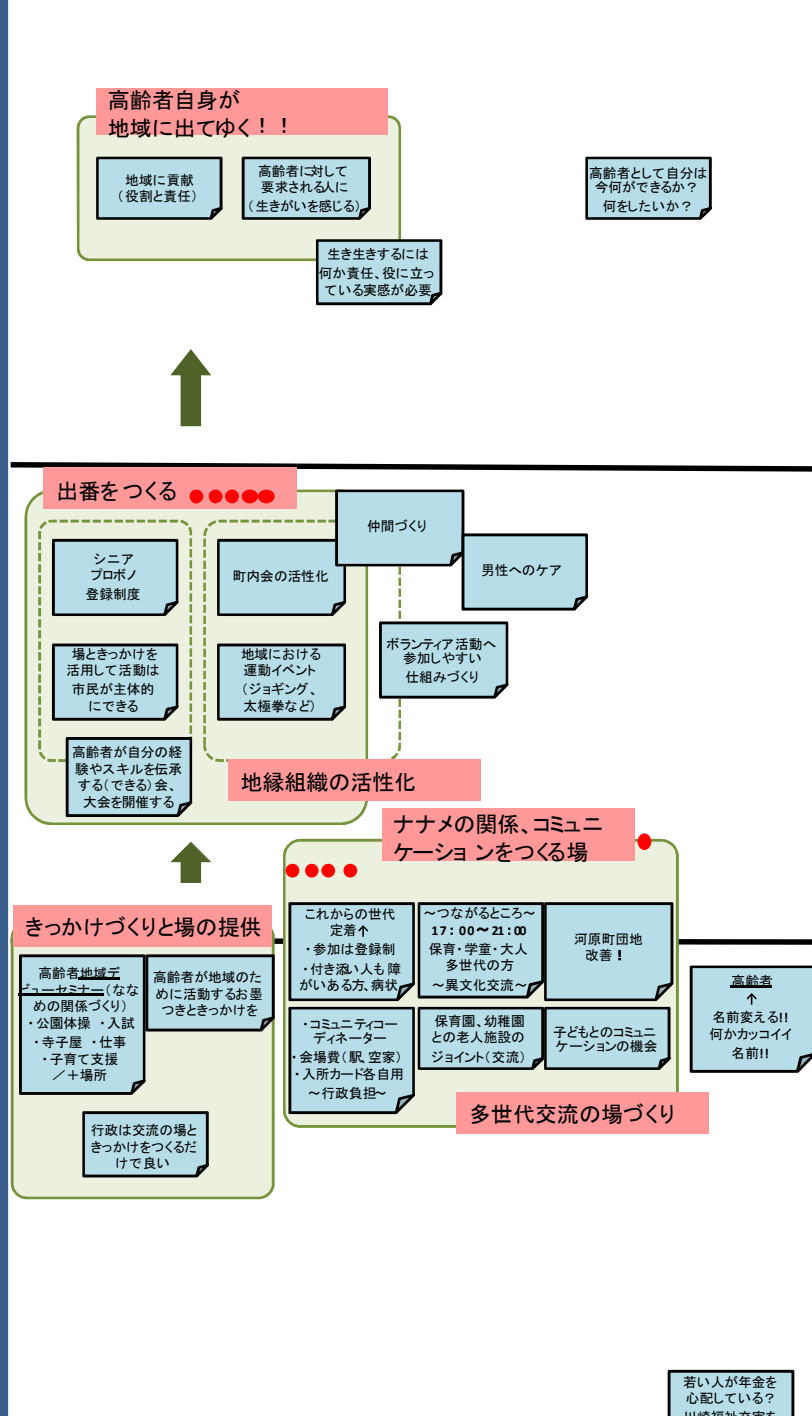 高齢者自身が
地域に出てゆく！！
地域に貢献
（役割と責任）
高齢者に対して
要求される人に
（生きがいを感じる）
高齢者として自分は
今何ができるか？
何をしたいか？
生き生きするには
何か責任、役に立っ
ている実感が必要
出番をつくる
シニア
プロボノ
登録制度
町内会の活性化
仲間づくり
男性へのケア
場ときっかけを
活用して活動は
市民が主体的
にできる
地域における
運動イベント
（ジョギング、
太極拳など）
ボランティア活動へ
参加しやすい
仕組みづくり
高齢者が自分の経
験やスキルを伝承
する（できる）会、
大会を開催する
地縁組織の活性化
ナナメの関係、コミュニ
ケーションをつくる場
きっかけづくりと場の提供
高齢者地域デ
ビューセミナー（なな
めの関係づくり）
・公園体操 ・入試
・寺子屋 ・仕事
・子育て支援
／＋場所
高齢者が地域のた
めに活動するお墨
つきときっかけを
行政は交流の場と
きっかけをつくるだ
けで良い
これからの世代
定着↑
・参加は登録制
・付き添い人も障
がいある方、病状
～つながるところ～
17：00～21：00
保育・学童・大人
多世代の方
～異文化交流～
河原町団地
改善！
・コミュニティコー
ディネーター
・会場費（駅、空家）
・入所カード各自用
～行政負担～
保育園、幼稚園
との老人施設の
ジョイント（交流）
子どもとのコミュニ
ケーションの機会
多世代交流の場づくり
高齢者
↑
名前変える!!
何かカッコイイ
名前!!
若い人が年金を
心配している？